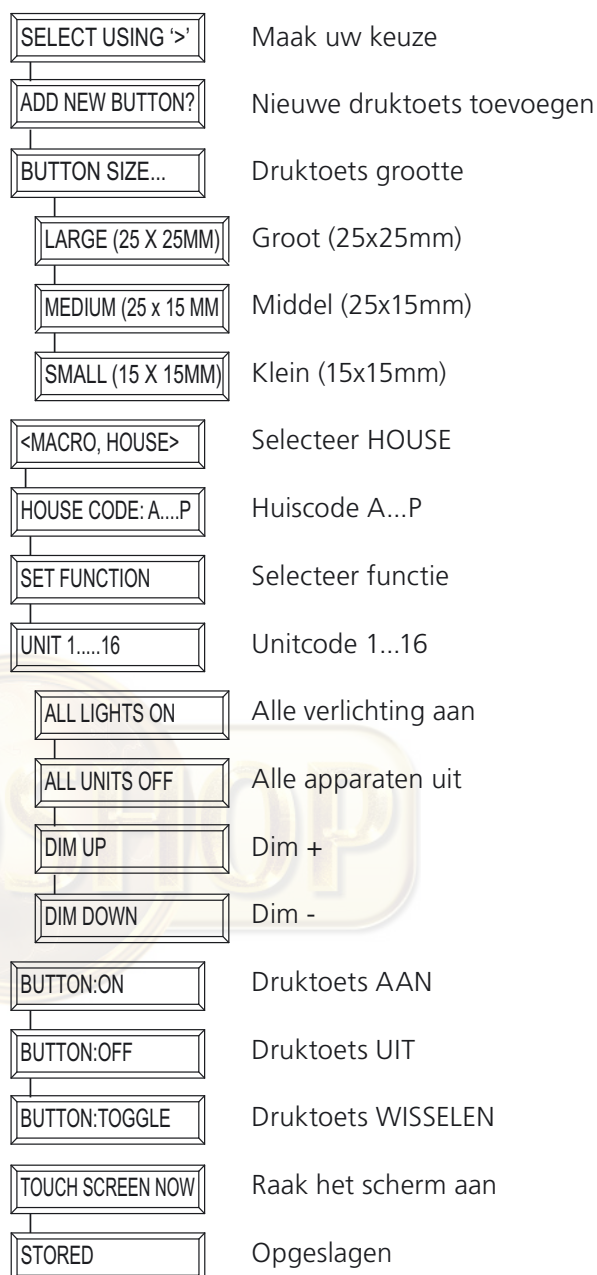 SELECT USING ‘>’ Maak uw keuze
ADD NEW BUTTON? Nieuwe druktoets toevoegen
BUTTON SIZE... Druktoets grootte
LARGE (25 X 25MM) Groot (25x25mm)
MEDIUM (25 x 15 MM Middel (25x15mm)
SMALL (15 X 15MM) Klein (15x15mm)
<MACRO, HOUSE> Selecteer HOUSE
HOUSE CODE: A....P Huiscode A...P
SET FUNCTION Selecteer functie
UNIT 1.....16 Unitcode 1...16
ALL LIGHTS ON Alle verlichting aan
ALL UNITS OFF Alle apparaten uit
DIM UP Dim +
DIM DOWN Dim -
BUTTON:ON Druktoets AAN
BUTTON:OFF Druktoets UIT
BUTTON:TOGGLE Druktoets WISSELEN
TOUCH SCREEN NOW Raak het scherm aan
STORED Opgeslagen